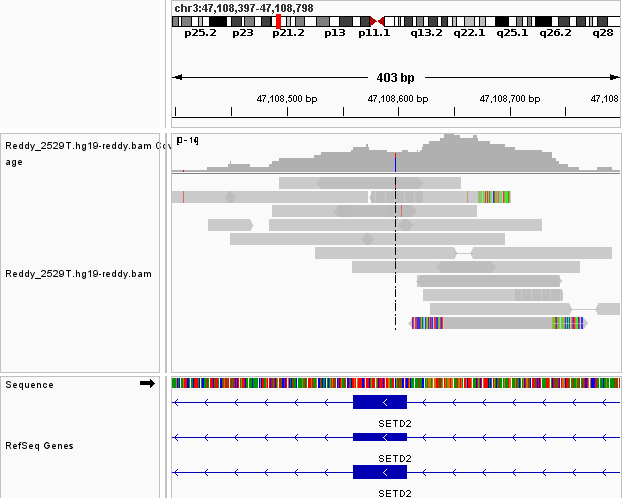 chr3:47,108,397-47,108,798
p25.2 p23 p21.2 p13 p11.1 q13.2 q22.1 q25.1 q26.2 q28
403 bp
47,108,500 bp 47,108,600 bp 47,108,700 bp 47,108
[0 - 14]
Reddy_2529T.hg19-reddy.bam Cov
age
Reddy_2529T.hg19-reddy.bam
Sequence
SETD2
RefSeq Genes
SETD2
SETD2